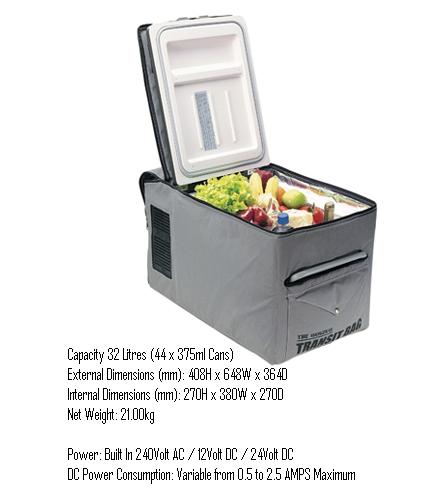 THE ORIGINAL
TRANSIT BAG
Capacity 32 Litres (44 x 375ml Cans)
External Dimensions (mm): 408H x 648W x 364D
Internal Dimensions (mm): 270H x 380W x 270D
Net Weight: 21.00kg
Power: Built In 240Volt AC / 12Volt DC / 24Volt DC
DC Power Consumption: Variable from 0.5 to 2.5 AMPS Maximum